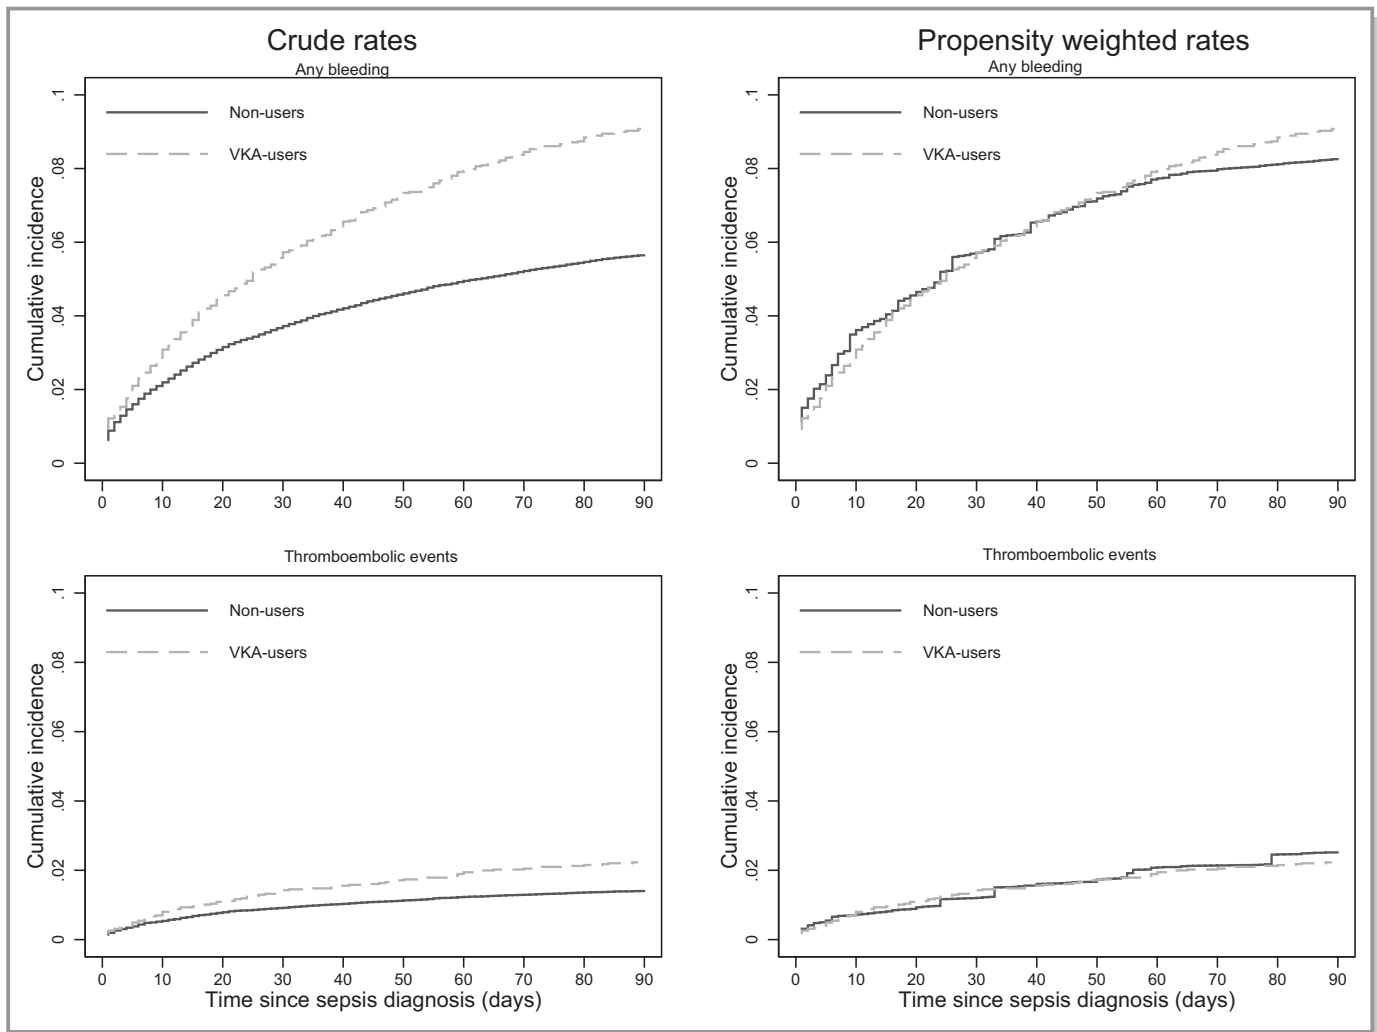 Crude rates
Propensity weighted rates
Any bleeding
Non-users
VKA-users
Cumulative incidence
0
.02
.04
.06
.08
.1
0 10 20 30 40 50 60 70 80 90
Any bleeding
Non-users
VKA-users
Cumulative incidence
0
.02
.04
.06
.08
.1
0 10 20 30 40 50 60 70 80 90
Thromboembolic events
Non-users
VKA-users
Cumulative incidence
0
.02
.04
.06
.08
.1
0 10 20 30 40 50 60 70 80 90
Time since sepsis diagnosis (days)
Thromboembolic events
Non-users
VKA-users
Cumulative incidence
0
.02
.04
.06
.08
.1
0 10 20 30 40 50 60 70 80 90
Time since sepsis diagnosis (days)